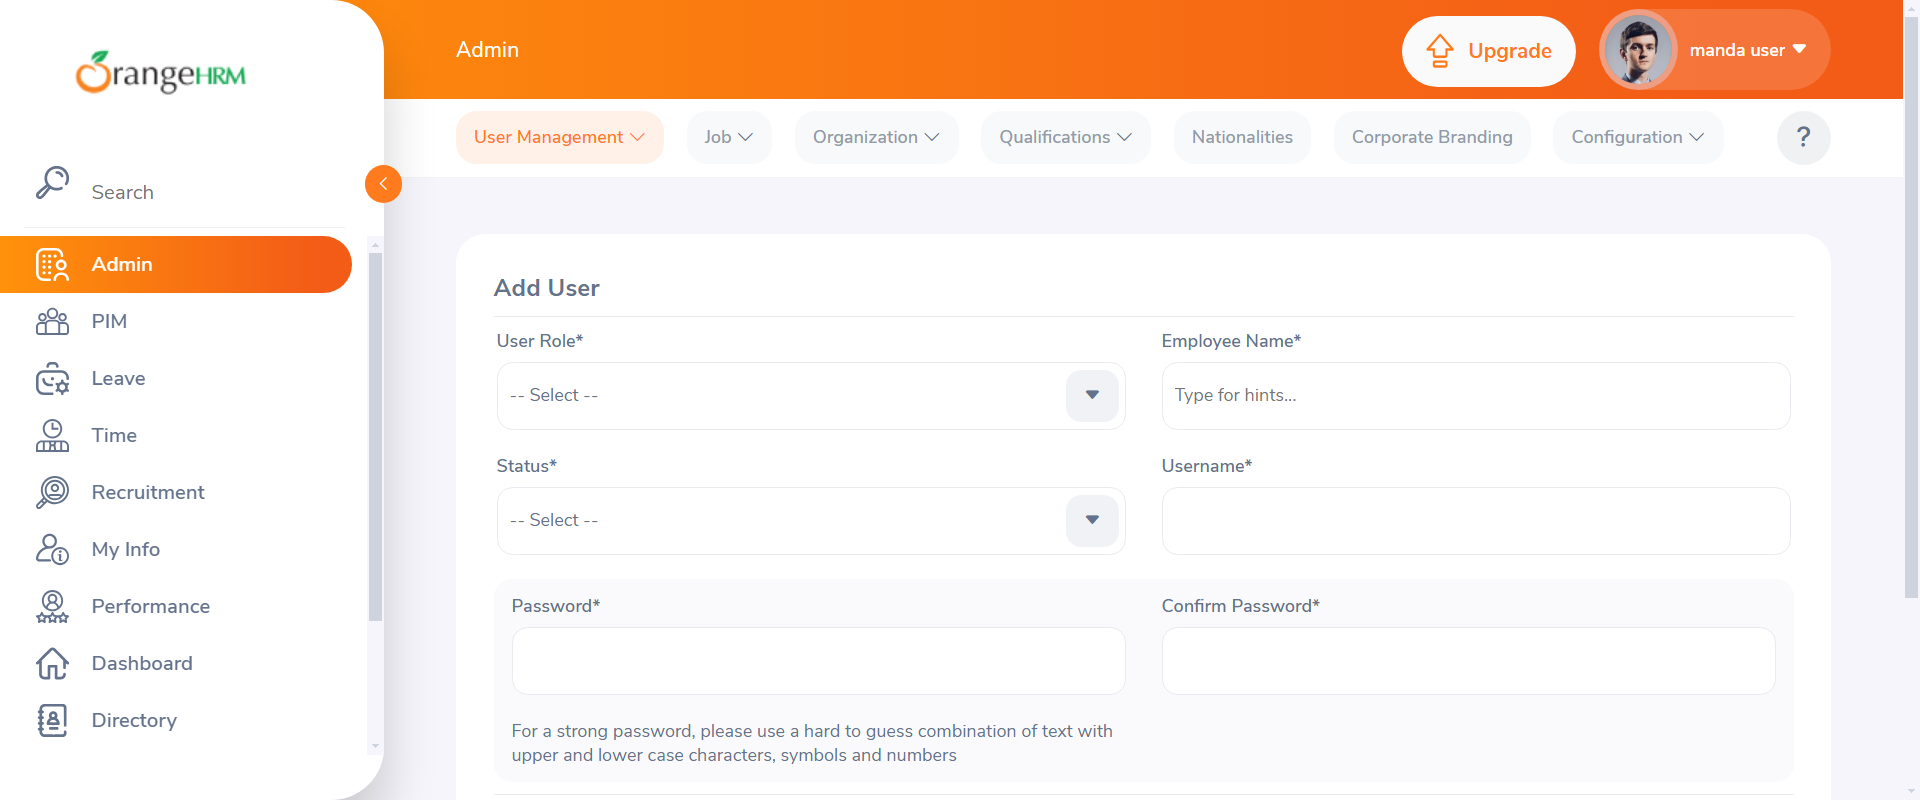 OrangeHRM
Admin
Upgrade
manda user
User Management
Job
Organization
Qualifications
Nationalities
Corporate Branding
Configuration
?
Search
Admin
PIM
Leave
Time
Recruitment
My Info
Performance
Dashboard
Directory
Add User
User Role*
Employee Name*
-- Select --
Type for hints...
Status*
Username*
-- Select --
Password*
Confirm Password*
For a strong password, please use a hard to guess combination of text with
upper and lower case characters, symbols and numbers